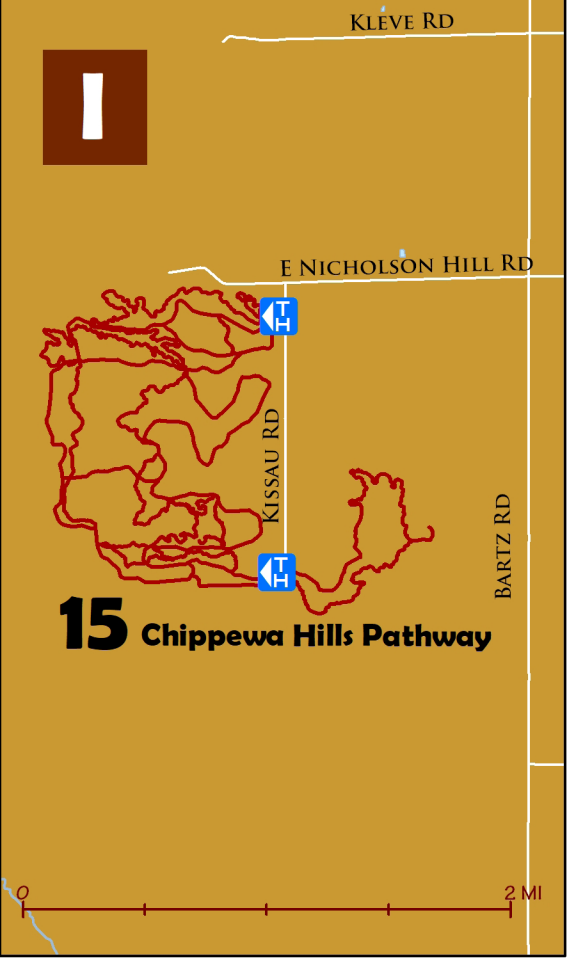 KLEVE RD
I
E NICHOLSON HILL RD
TH
KISSAU RD
BARTZ RD
TH
15 Chippewa Hills Pathway
0
2 MI